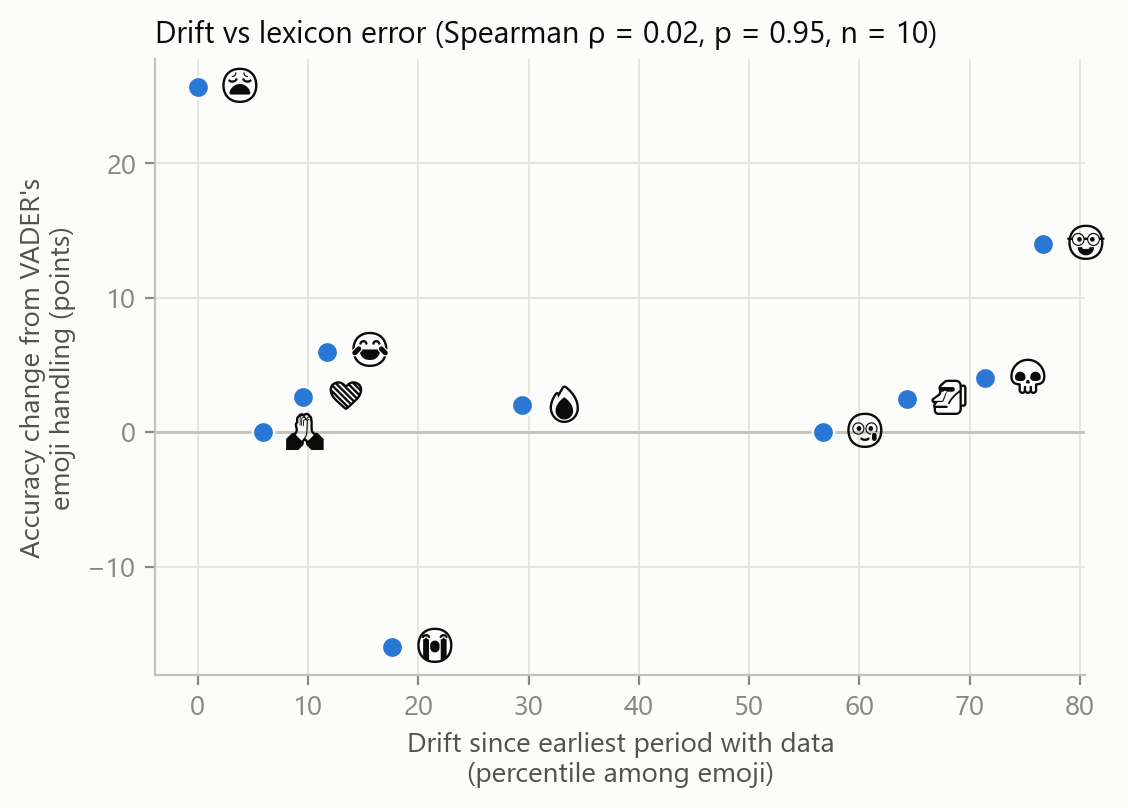 Drift vs lexicon error (Spearman ρ = 0.02, p = 0.95, n = 10)
Accuracy change from VADER's
emoji handling (points)
20
10
0
−10
0 10 20 30 40 50 60 70 80
Drift since earliest period with data
(percentile among emoji)